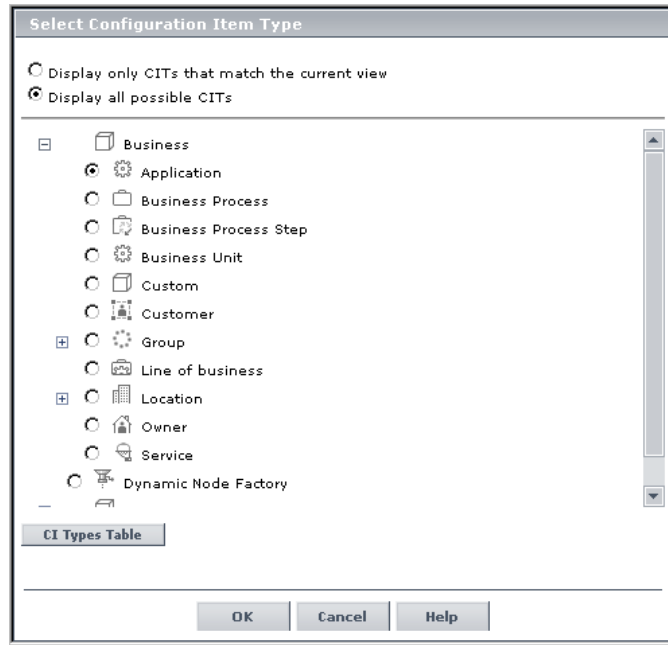 Select Configuration Item Type
Display only CITs that match the current view
Display all possible CITs
Business
Application
Business Process
Business Process Step
Business Unit
Custom
Customer
Group
Line of business
Location
Owner
Service
Dynamic Node Factory
CI Types Table
OK Cancel Help